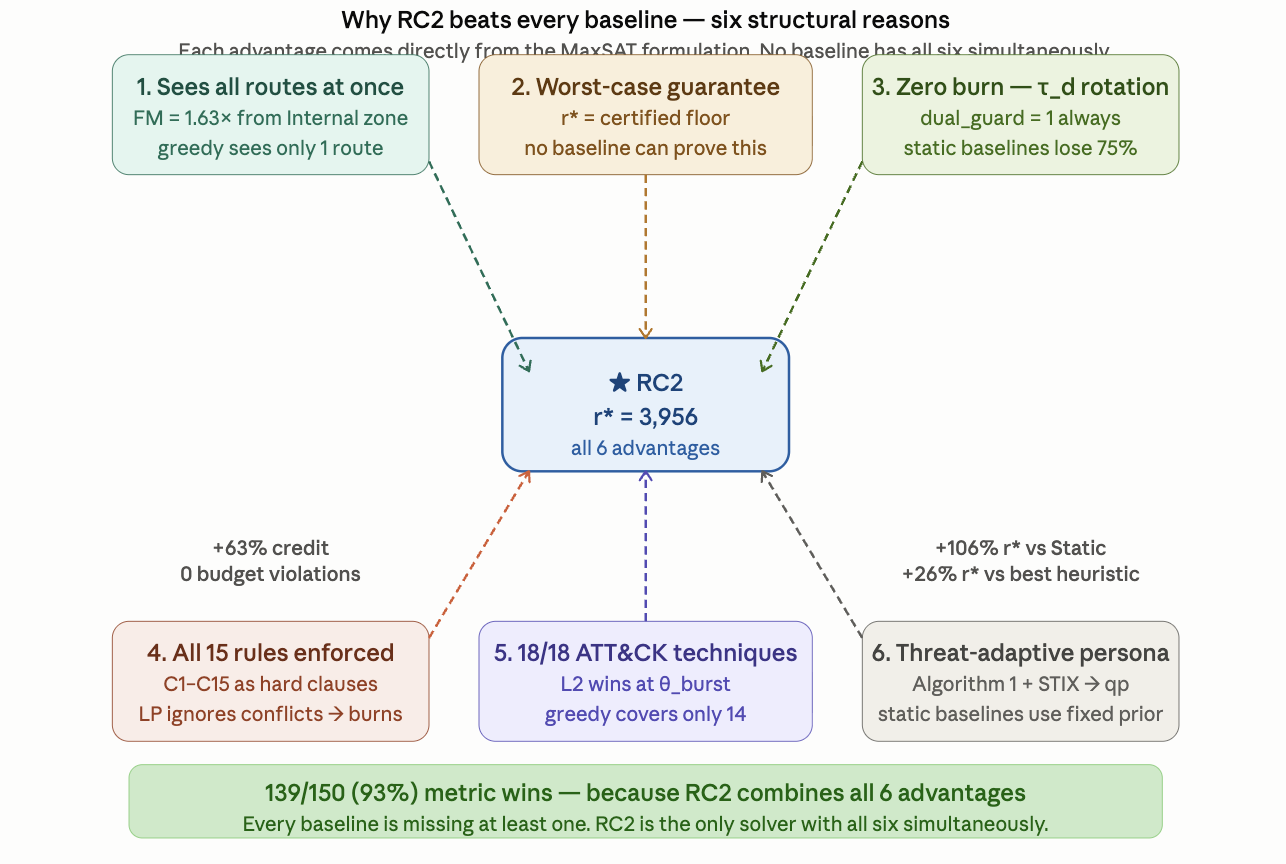 Why RC2 beats every baseline — six structural reasons
Each advantage comes directly from the MaxSAT formulation. No baseline has all six simultaneously.
1. Sees all routes at once
FM = 1.63× from Internal zone
greedy sees only 1 route
2. Worst-case guarantee
r* = certified floor
no baseline can prove this
3. Zero burn — τ_d rotation
dual_guard = 1 always
static baselines lose 75%
★ RC2
r* = 3,956
all 6 advantages
+63% credit
0 budget violations
+106% r* vs Static
+26% r* vs best heuristic
4. All 15 rules enforced
C1–C15 as hard clauses
LP ignores conflicts → burns
5. 18/18 ATT&CK techniques
L2 wins at θ_burst
greedy covers only 14
6. Threat-adaptive persona
Algorithm 1 + STIX → qp
static baselines use fixed prior
139/150 (93%) metric wins — because RC2 combines all 6 advantages
Every baseline is missing at least one. RC2 is the only solver with all six simultaneously.